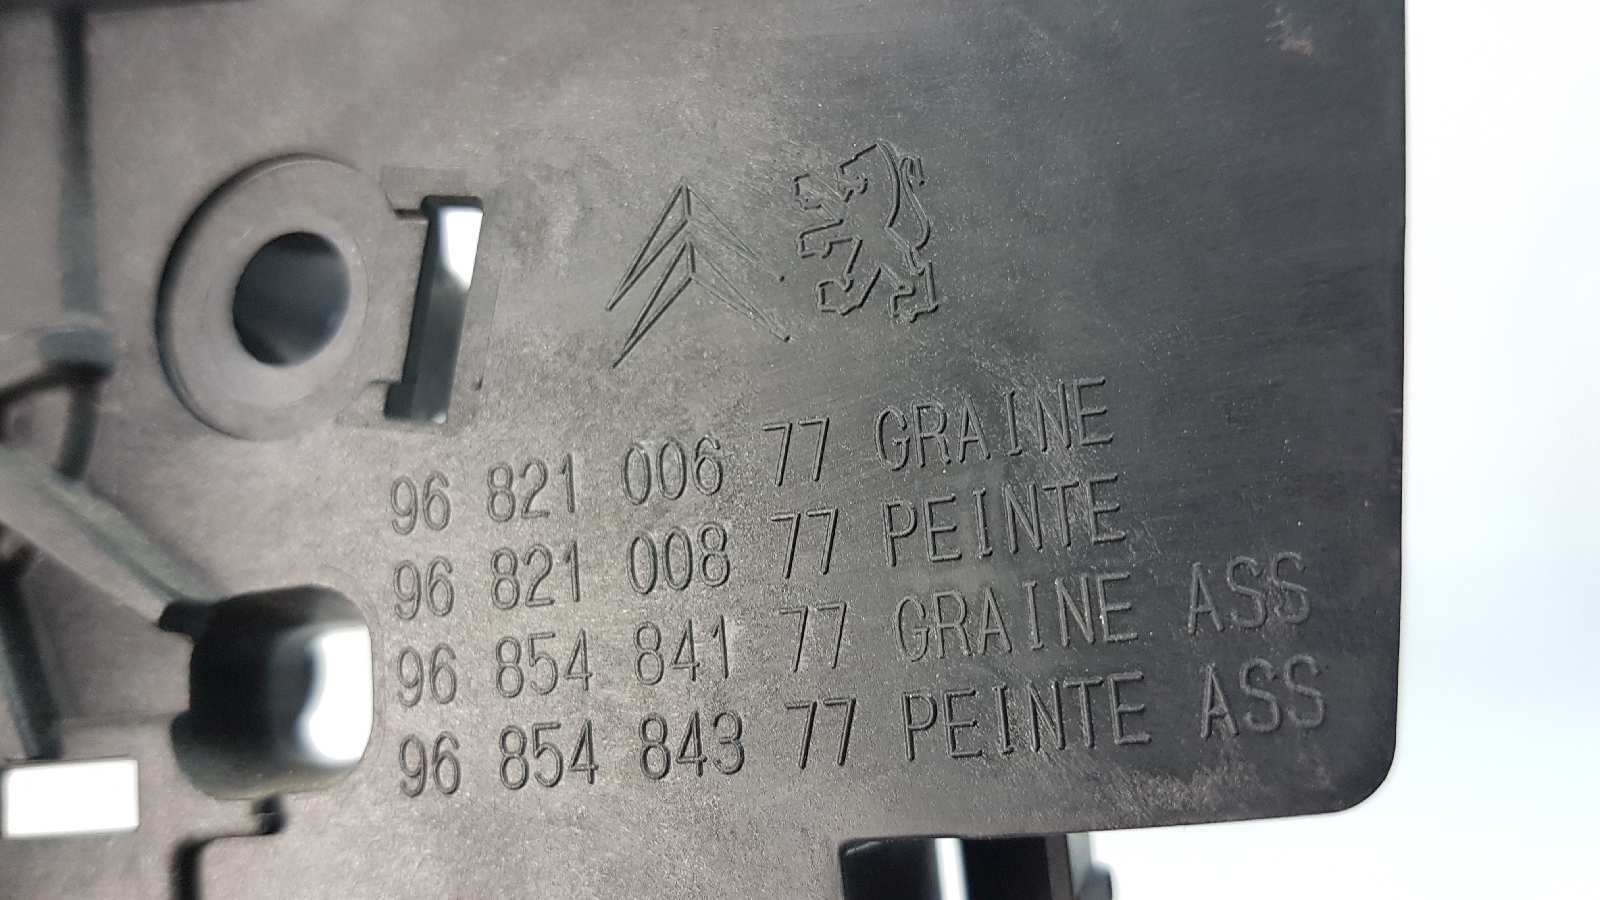 96 821 006 77 GRAINE
96 821 008 77 PEINTE
96 854 841 77 GRAINE ASS
96 854 843 77 PEINTE ASS